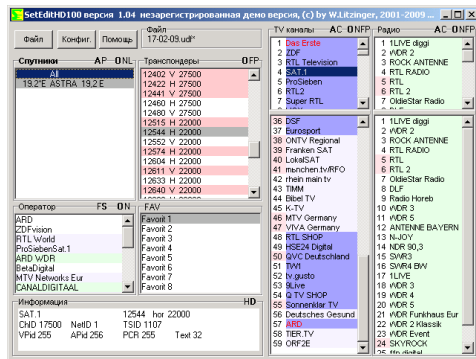 SetEditHD100 версия 1.04 незарегистрированная демо версия, (c) by W.Litzinger, 2001-2009
Файл Конфиг. Помощь
Файл
17-02-09.udf*
Спутники AP ONL
All
19.2°E ASTRA 19,2 E
Транспондеры OFP
12402 V 27500
12422 H 27500
12441 V 27500
12460 H 27500
12480 V 27500
12515 H 22000
12544 H 22000
12552 V 22000
12574 H 22000
12604 H 22000
12611 V 22000
12633 H 22000
12640 V 22000
Оператор FS ON
ARD
ZDFvision
RTL World
ProSiebenSat.1
ARD WDR
BetaDigital
MTV Networks Eur
CANALDIGITAAL
FAV
Favorit 1
Favorit 2
Favorit 3
Favorit 4
Favorit 5
Favorit 6
Favorit 7
Favorit 8
Информация HD
SAT.1 12544 hor 22000
CND 17500 NetID 1 TSID 1107
VPid 255 APid 256 PCR 255 Text 32
TV каналы AC ONFP
1 Das Erste
2 ZDF
3 RTL Television
4 SAT.1
5 ProSieben
6 RTL2
7 Super RTL
36 DSF
37 Eurosport
38 ONTV Regional
39 Franken SAT
40 LokalSAT
41 munchen.tv/RFO
42 rhein main tv
43 TIMM
44 Bibel TV
45 K-TV
46 MTV Germany
47 VIVA Germany
48 RTL SHOP
49 HSE24 Digital
50 QVC Deutschland
51 TW1
52 tv.gusto
53 9Live
54 Q TV SHOP
55 Sonnenklar TV
56 Deutsches Gesund
57 ARD
58 TIER.TV
59 ORF2E
Радио AC ONFP
1 1LIVE diggi
2 WDR 2
3 ROCK ANTENNE
4 RTL RADIO
5 RTL
6 RTL 2
7 OldieStar Radio
1 1LIVE diggi
2 WDR 2
3 ROCK ANTENNE
4 RTL RADIO
5 RTL
6 RTL 2
7 OldieStar Radio
8 DLF
9 Radio Horeb
10 WDR 3
12 ANTENNE BAYERN
13 N-JOY
14 NDR 90,3
15 SWR3
16 SWR4 BW
17 1LIVE
18 WDR 3
19 WDR 4
20 WDR 5
21 WDR Funkhaus Eur
22 WDR 2 Klassik
23 WDR Event
24 SKYROCK